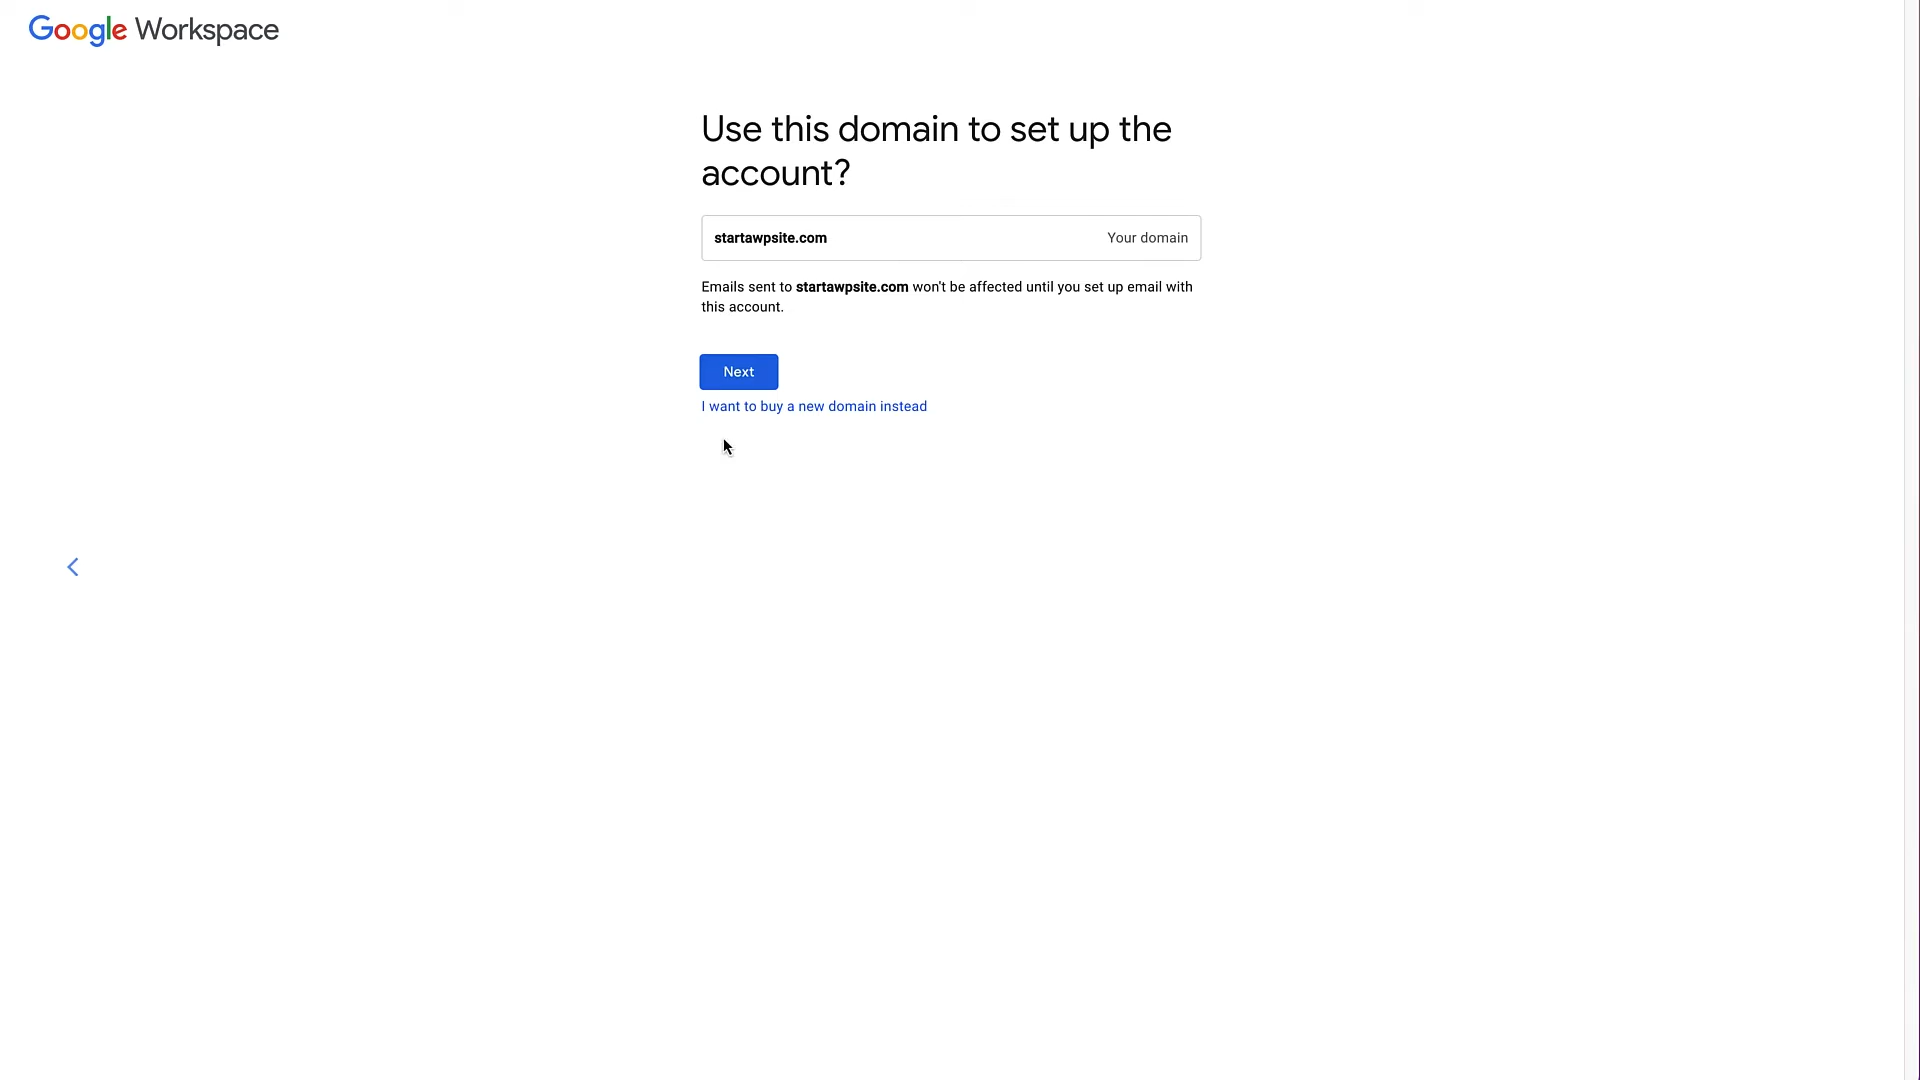 Google Workspace
Use this domain to set up the
account?
startawpsite.com Your domain
Emails sent to startawpsite.com won't be affected until you set up email with
this account.
Next
I want to buy a new domain instead